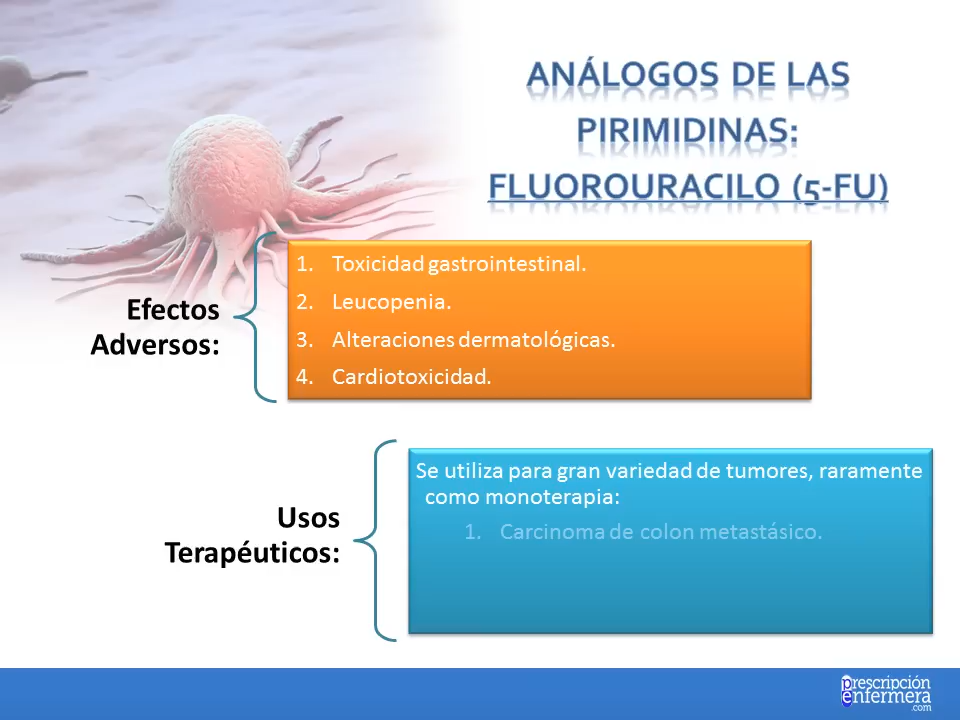 ANÁLOGOS DE LAS
PIRIMIDINAS:
FLUOROURACILO (5-FU)
Efectos
Adversos:
1. Toxicidad gastrointestinal.
2. Leucopenia.
3. Alteraciones dermatológicas.
4. Cardiotoxicidad.
Usos
Terapéuticos:
Se utiliza para gran variedad de tumores, raramente
como monoterapia:
1. Carcinoma de colon metastásico.
prescripción
enfermera
.com